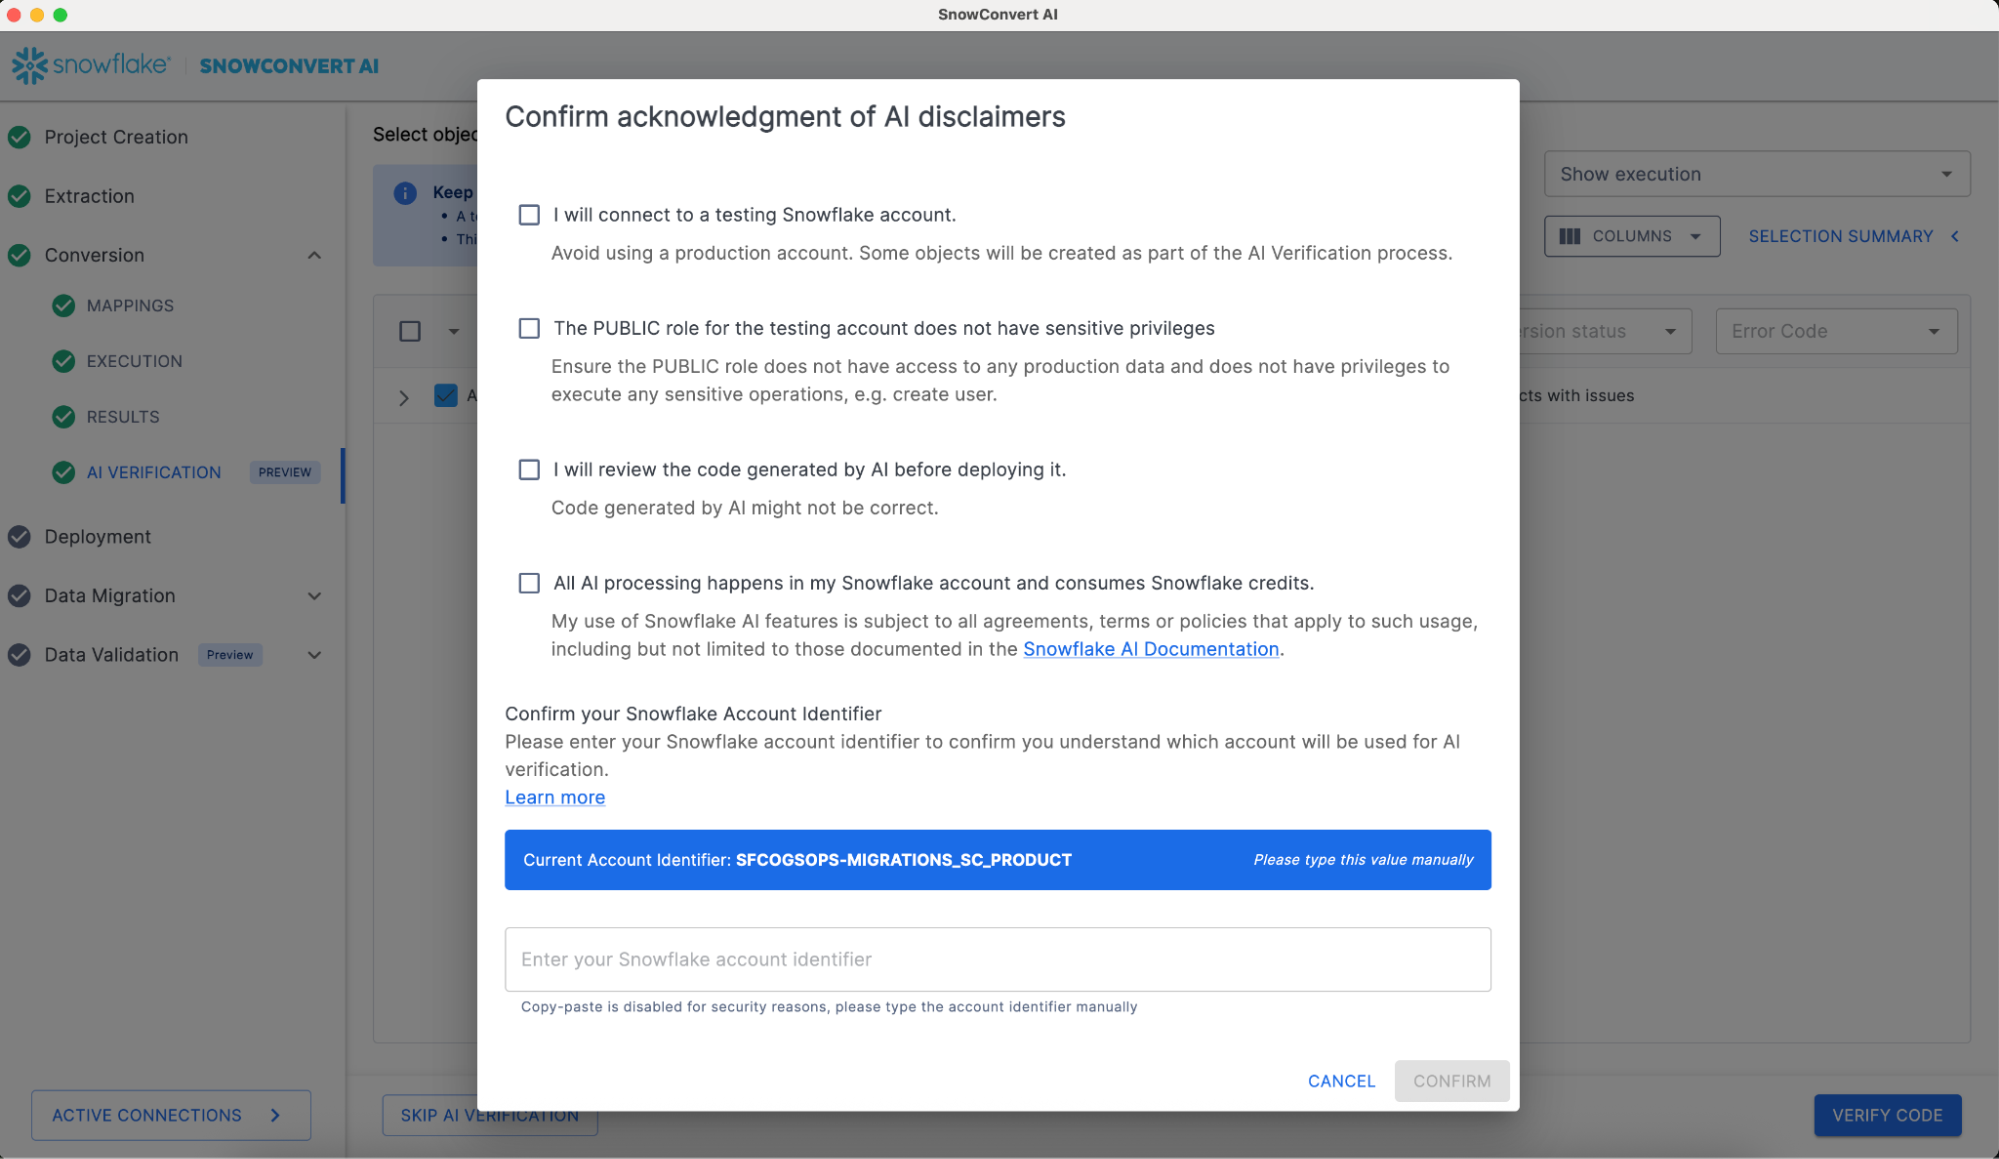 SnowConvert AI
snowflake®
SNOWCONVERT AI
Project Creation
Extraction
Conversion
MAPPINGS
EXECUTION
RESULTS
AI VERIFICATION PREVIEW
Deployment
Data Migration
Data Validation Preview
ACTIVE CONNECTIONS
Select objec
Keep
• A t
• Thi
A
Show execution
COLUMNS
SELECTION SUMMARY
rsion status
Error Code
cts with issues
Confirm acknowledgment of AI disclaimers
I will connect to a testing Snowflake account.
Avoid using a production account. Some objects will be created as part of the AI Verification process.
The PUBLIC role for the testing account does not have sensitive privileges
Ensure the PUBLIC role does not have access to any production data and does not have privileges to
execute any sensitive operations, e.g. create user.
I will review the code generated by AI before deploying it.
Code generated by AI might not be correct.
All AI processing happens in my Snowflake account and consumes Snowflake credits.
My use of Snowflake AI features is subject to all agreements, terms or policies that apply to such usage,
including but not limited to those documented in the Snowflake AI Documentation.
Confirm your Snowflake Account Identifier
Please enter your Snowflake account identifier to confirm you understand which account will be used for AI
verification.
Learn more
Current Account Identifier: SFCOGSOPS-MIGRATIONS_SC_PRODUCT Please type this value manually
Enter your Snowflake account identifier
Copy-paste is disabled for security reasons, please type the account identifier manually
CANCEL CONFIRM
SKIP AI VERIFICATION
VERIFY CODE